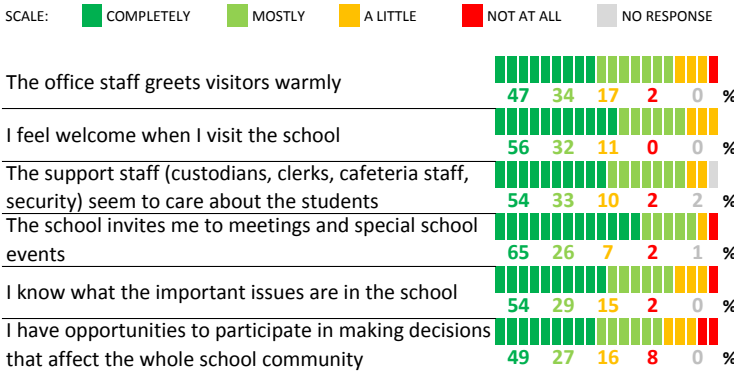 SCALE: COMPLETELY MOSTLY A LITTLE NOT AT ALL NO RESPONSE
The office staff greets visitors warmly
47 34 17 2 0 %
I feel welcome when I visit the school
56 32 11 0 0 %
The support staff (custodians, clerks, cafeteria staff,
security) seem to care about the students
54 33 10 2 2 %
The school invites me to meetings and special school
events
65 26 7 2 1 %
I know what the important issues are in the school
54 29 15 2 0 %
I have opportunities to participate in making decisions
that affect the whole school community
49 27 16 8 0 %